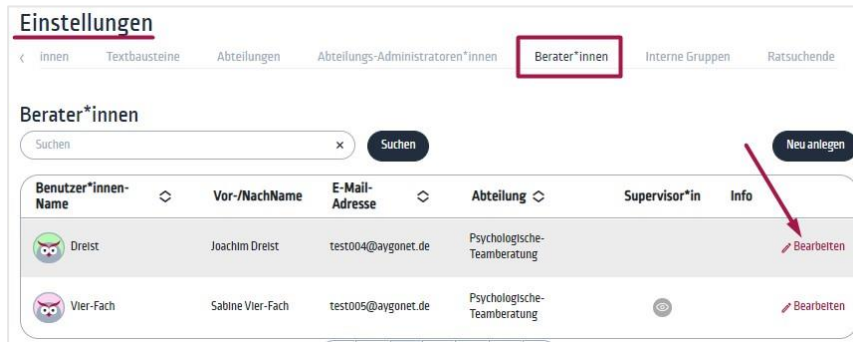 Einstellungen
‹ innen Textbausteine Abteilungen Abteilungs-Administratoren*innen Berater*innen Interne Gruppen Ratsuchende
Berater*innen
Suchen × Suchen Neu anlegen
Benutzer*innen-
Name Vor-/NachName E-Mail-
Adresse Abteilung Supervisor*in Info
Dreist Joachim Dreist test004@aygonet.de Psychologische-
Teamberatung Bearbeiten
Vier-Fach Sabine Vier-Fach test005@aygonet.de Psychologische-
Teamberatung Bearbeiten